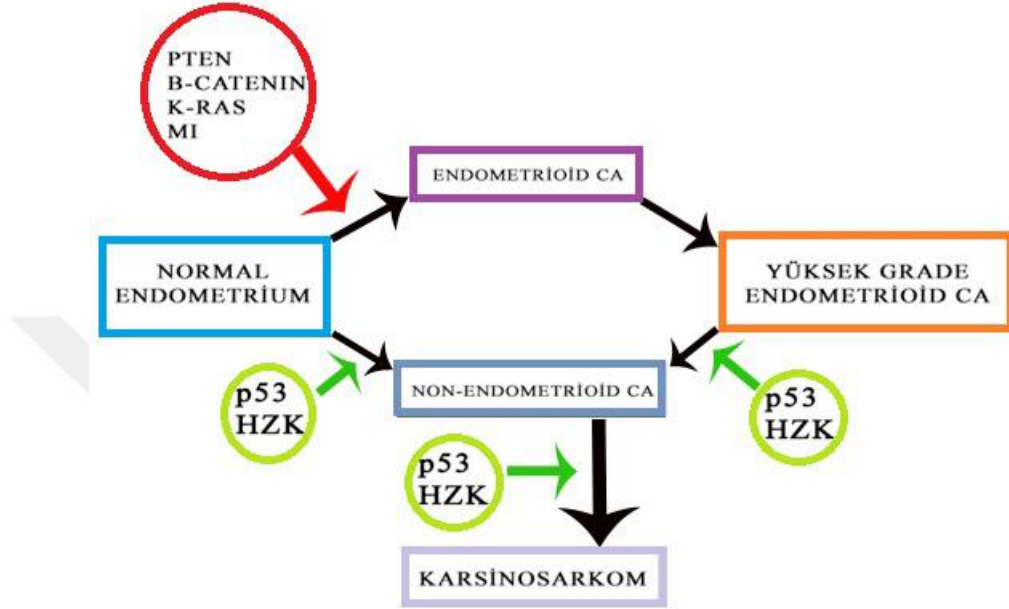 PTEN
B-CATENIN
K-RAS
MI
ENDOMETRİOİD CA
NORMAL
ENDOMETRİUM
YÜKSEK GRADE
ENDOMETRİOİD CA
p53
HZK
NON-ENDOMETRİOİD CA
p53
HZK
p53
HZK
KARSİNOSARKOM